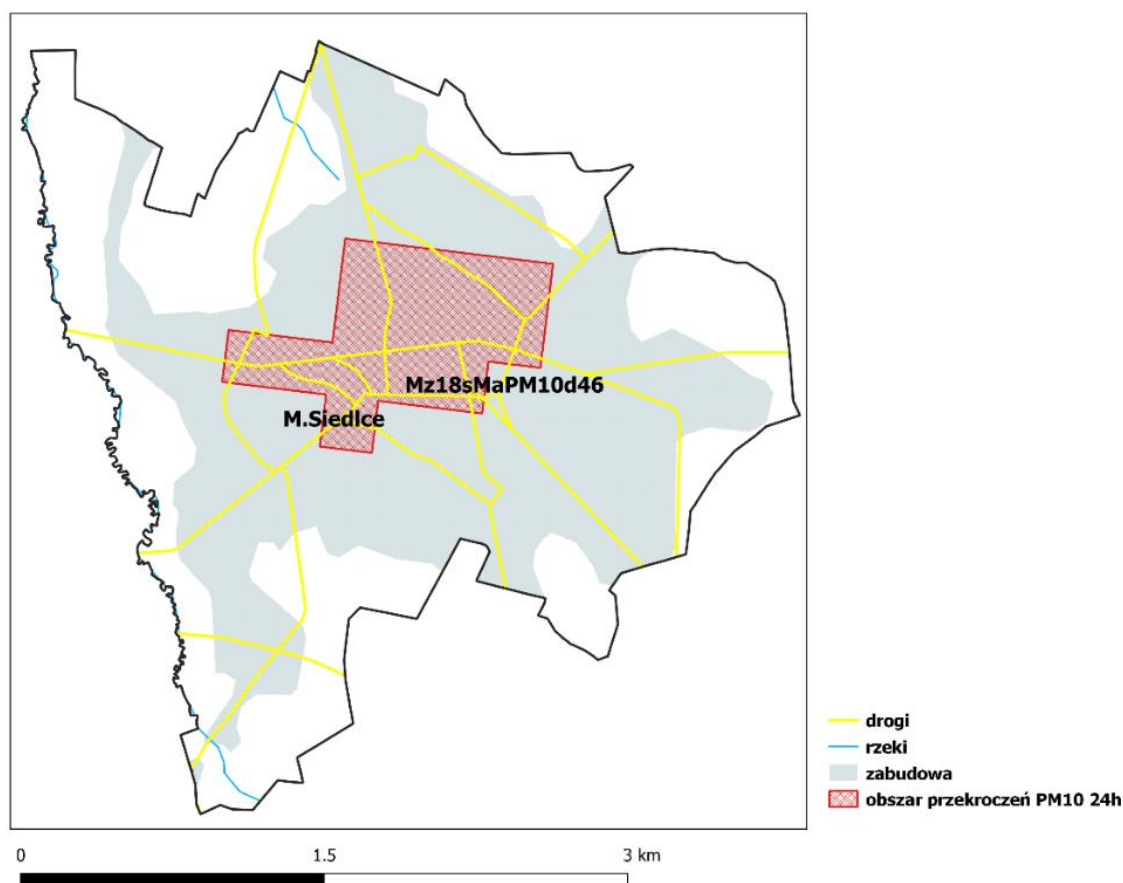 Mz18sMaPM10d46
M.Siedlce
drogi
rzeki
zabudowa
obszar przekroczeń PM10 24h
0 1.5 3 km